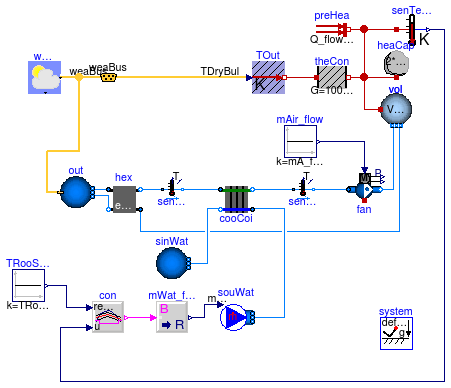 preHea
Q_flow...
senTe...
K
heaCap
2~...
w...
weaBus
weaBus
TDryBul
TOut
K
theCon
G=100...
vol
V...
mAir_flow
k=mA_f...
out
hex
e...
T
sen...
cooCoi
T
sen...
M
P
fan
sinWat
TRooS...
k=TRo...
con
re...
u...
mWat_f...
B
R
souWat
m...
system
def...
g